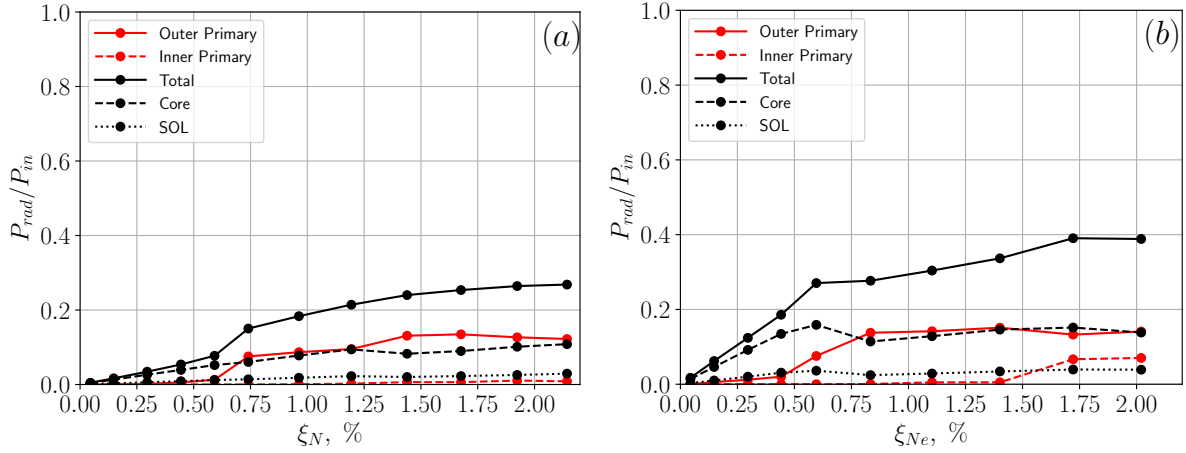 (a)
Outer Primary
Inner Primary
Total
Core
SOL
P_rad/P_in
1.0
0.8
0.6
0.4
0.2
0.0
0.00 0.25 0.50 0.75 1.00 1.25 1.50 1.75 2.00
ξ_N, %
(b)
Outer Primary
Inner Primary
Total
Core
SOL
P_rad/P_in
1.0
0.8
0.6
0.4
0.2
0.0
0.00 0.25 0.50 0.75 1.00 1.25 1.50 1.75 2.00
ξ_Ne, %